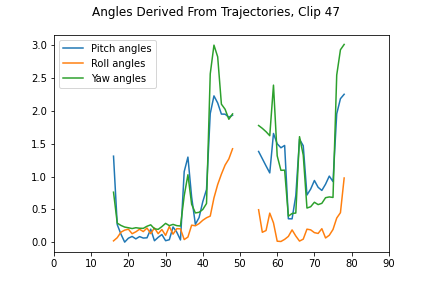 Angles Derived From Trajectories, Clip 47
Pitch angles
Roll angles
Yaw angles
3.0
2.5
2.0
1.5
1.0
0.5
0.0
0 10 20 30 40 50 60 70 80 90